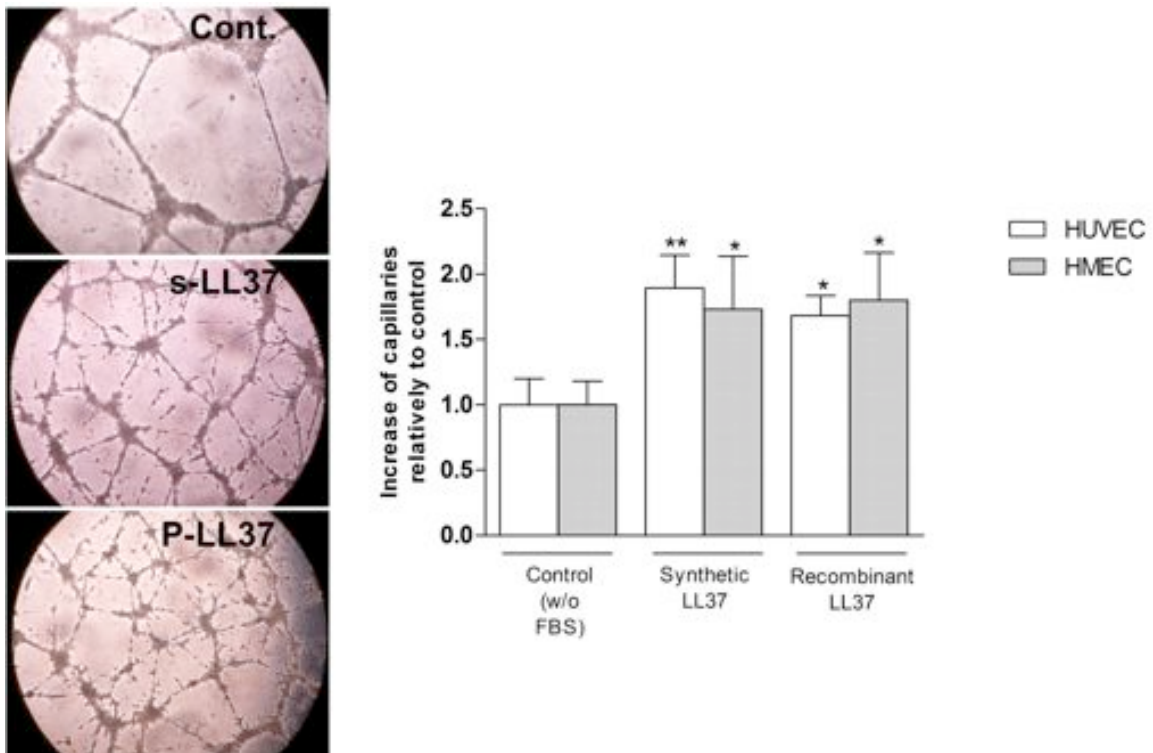 Cont.
s-LL37
P-LL37
Increase of capillaries
relatively to control
2.5
2.0
1.5
1.0
0.5
0.0
**
*
*
*
Control
(w/o
FBS)
Synthetic
LL37
Recombinant
LL37
HUVEC
HMEC